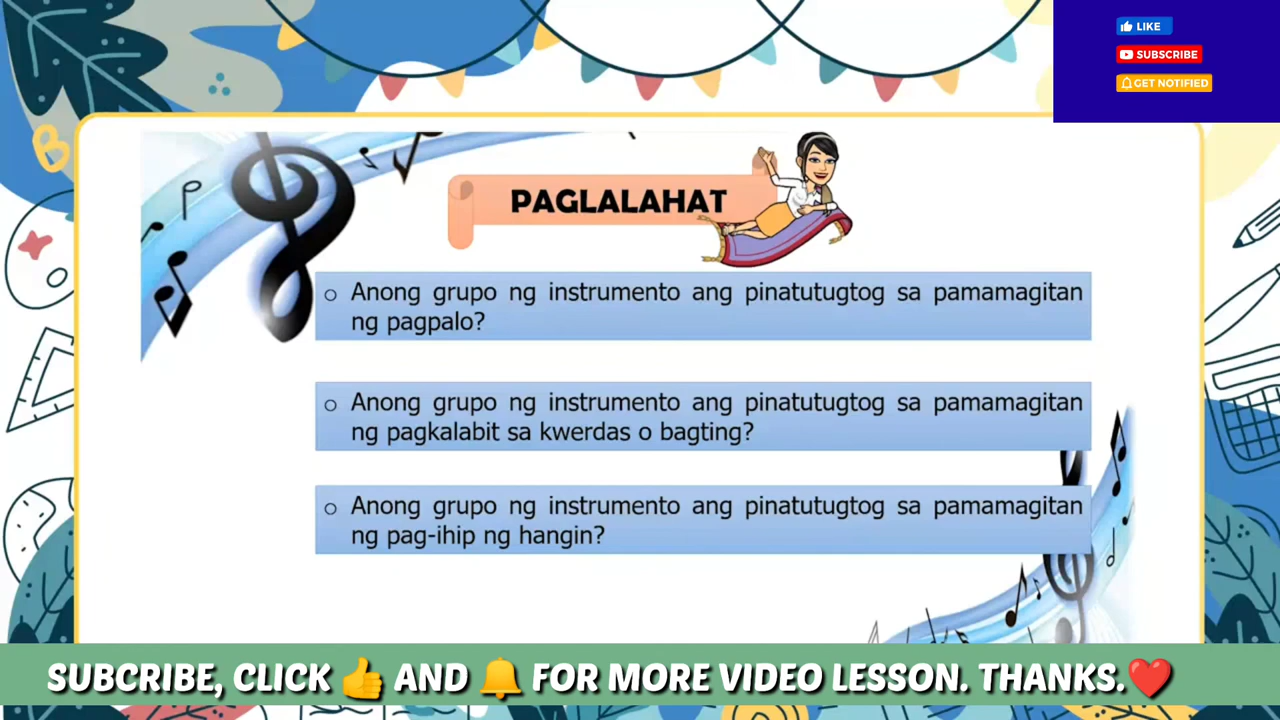 LIKE
SUBSCRIBE
GET NOTIFIED
B
PAGLALAHAT
o Anong grupo ng instrumento ang pinatutugtog sa pamamagitan
ng pagpalo?
o Anong grupo ng instrumento ang pinatutugtog sa pamamagitan
ng pagkalabit sa kwerdas o bagting?
o Anong grupo ng instrumento ang pinatutugtog sa pamamagitan
ng pag-ihip ng hangin?
SUBCRIBE, CLICK 👍 AND 🔔 FOR MORE VIDEO LESSON. THANKS.❤️